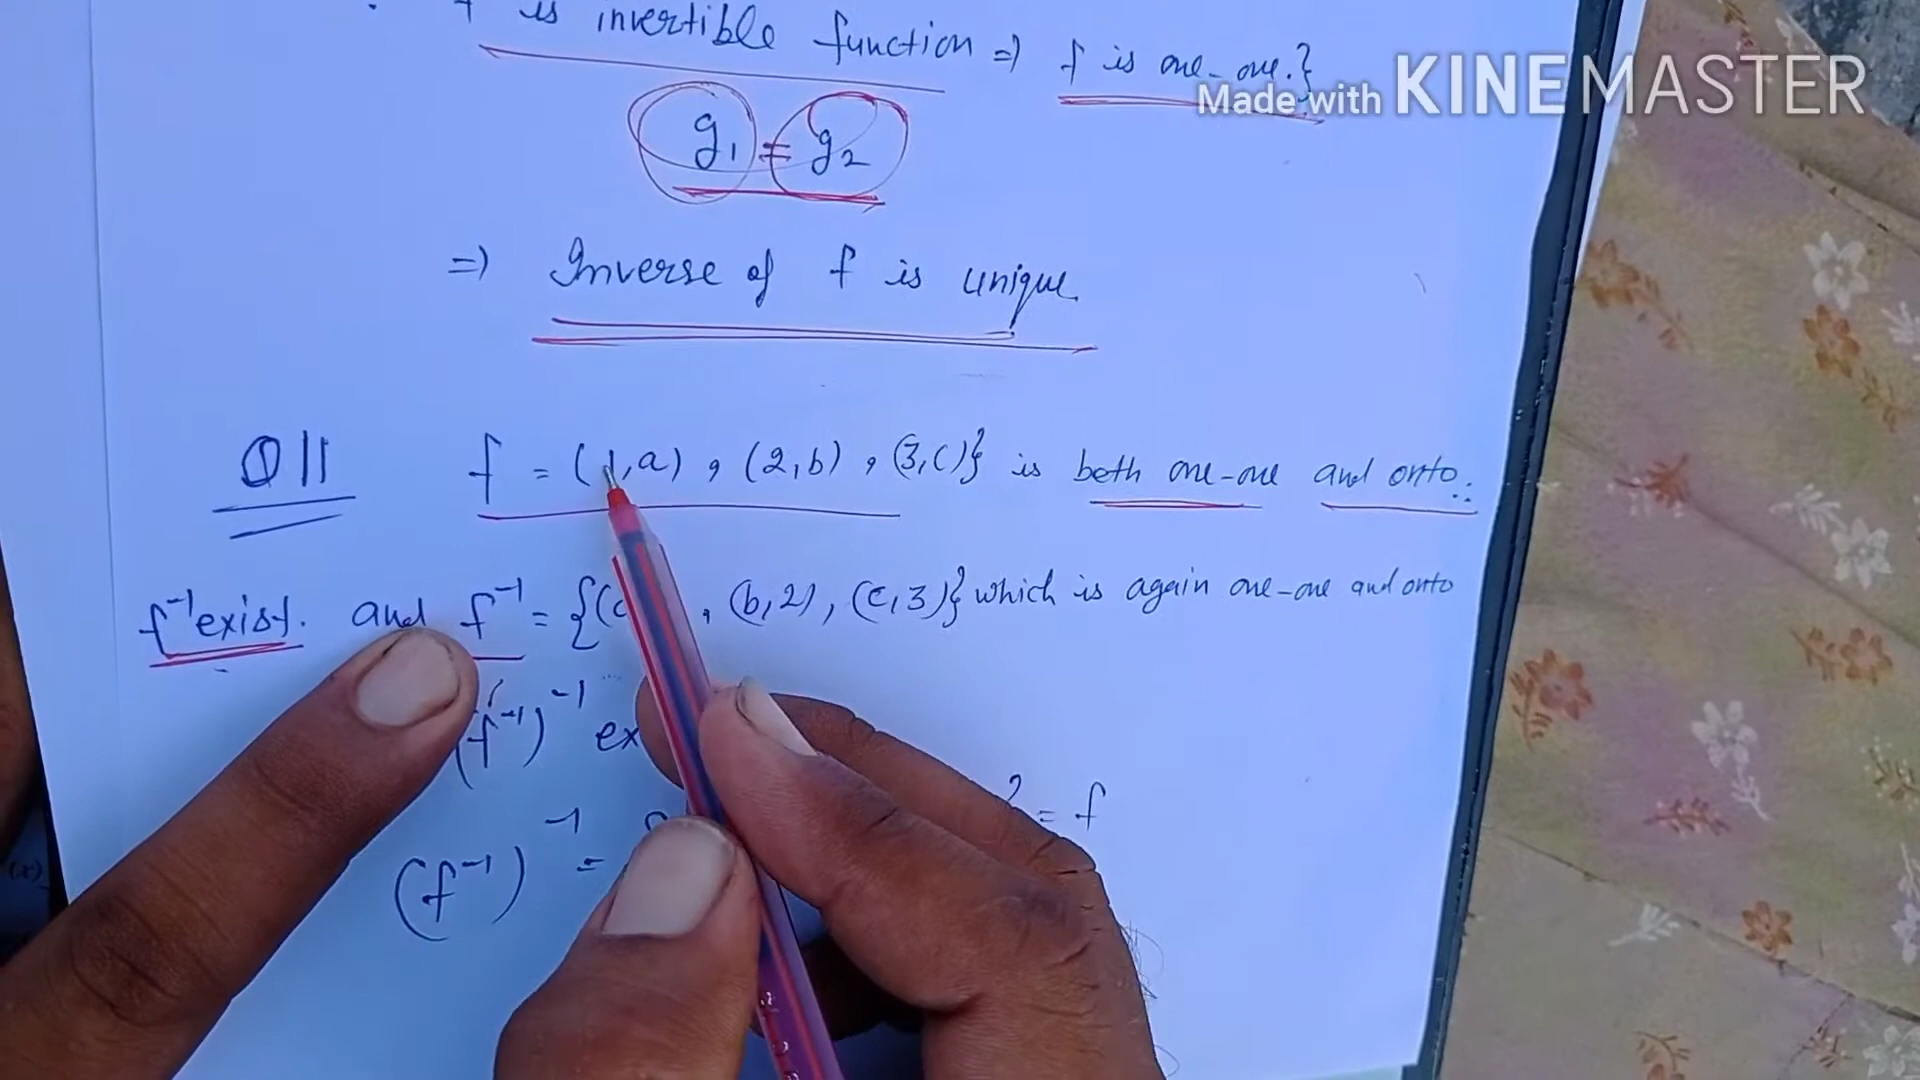 f is invertible function ⇒ f is one-one.}
Made with KINEMASTER
g₁ = g₂
⇒ Inverse of f is unique.
Q11 f = (1,a) , (2,b) , (3,c)} is both one-one and onto.
f⁻¹ exist. and f⁻¹ = {( , (b,2), (c,3)} which is again one-one and onto
(f⁻¹)⁻¹
(f⁻¹)⁻¹ = } = f